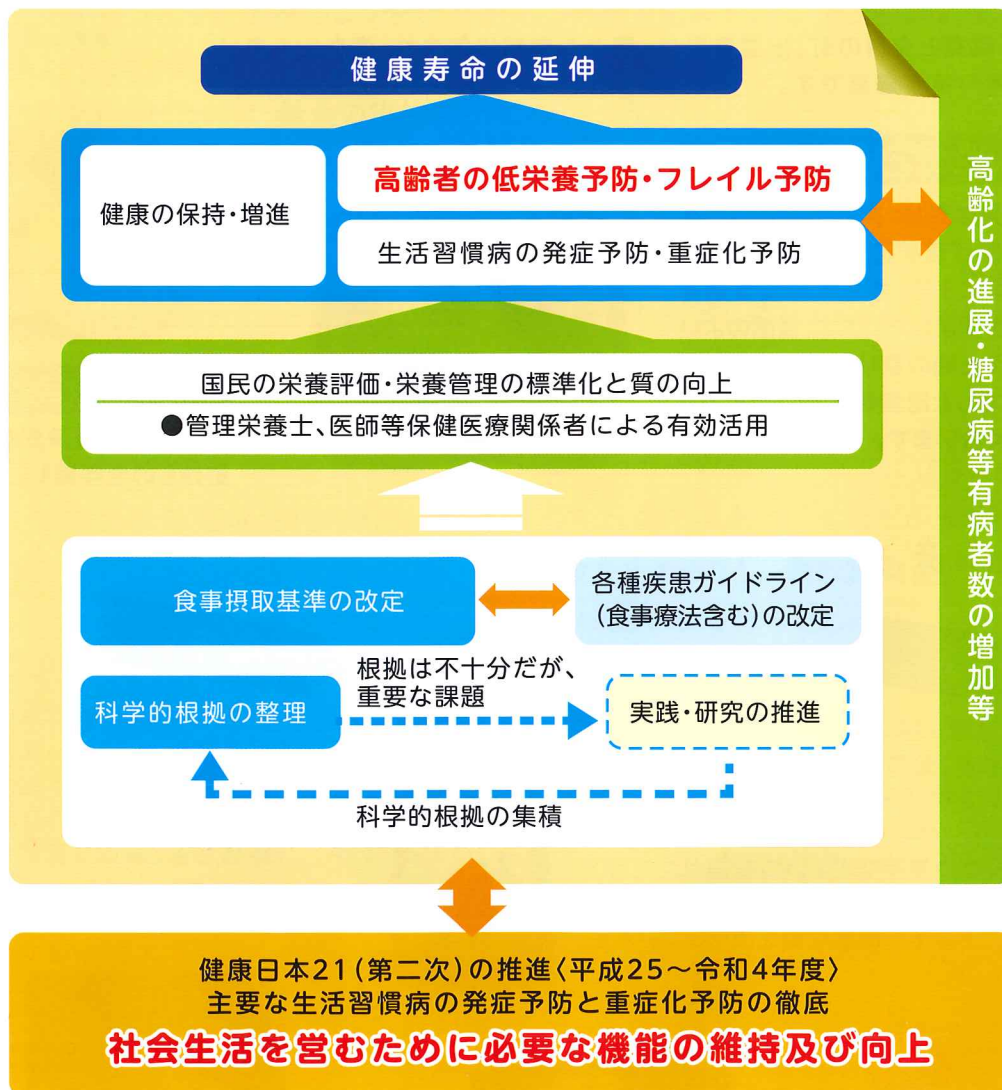 健康寿命の延伸
健康の保持・増進
高齢者の低栄養予防・フレイル予防
生活習慣病の発症予防・重症化予防
高齢化の進展・糖尿病等有病者数の増加等
国民の栄養評価・栄養管理の標準化と質の向上
●管理栄養士、医師等保健医療関係者による有効活用
食事摂取基準の改定
各種疾患ガイドライン
(食事療法含む)の改定
科学的根拠の整理
根拠は不十分だが、
重要な課題
実践・研究の推進
科学的根拠の集積
健康日本21(第二次)の推進〈平成25～令和4年度〉
主要な生活習慣病の発症予防と重症化予防の徹底
社会生活を営むために必要な機能の維持及び向上